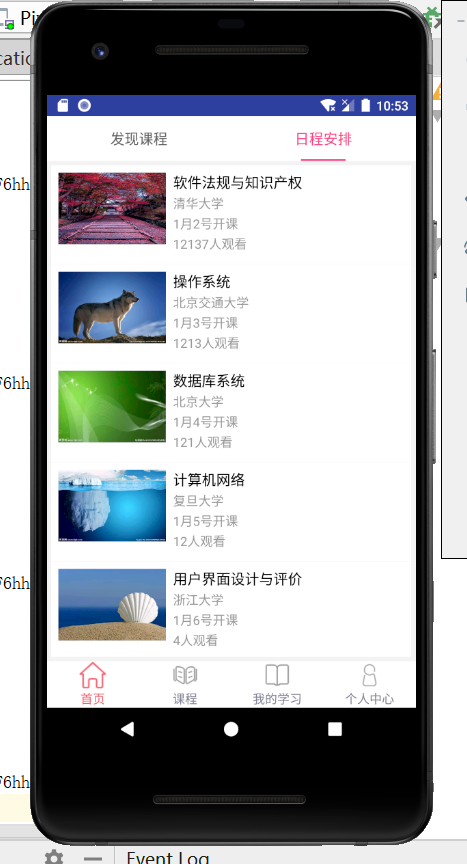 Pi
10:53
catio
发现课程
日程安排
软件法规与知识产权
清华大学
1月2号开课
12137人观看
F6hh
操作系统
北京交通大学
1月3号开课
1213人观看
数据库系统
北京大学
1月4号开课
121人观看
F6hh
计算机网络
复旦大学
1月5号开课
12人观看
用户界面设计与评价
浙江大学
1月6号开课
4人观看
F6hh
首页
课程
我的学习
个人中心
F6hh
Event Log